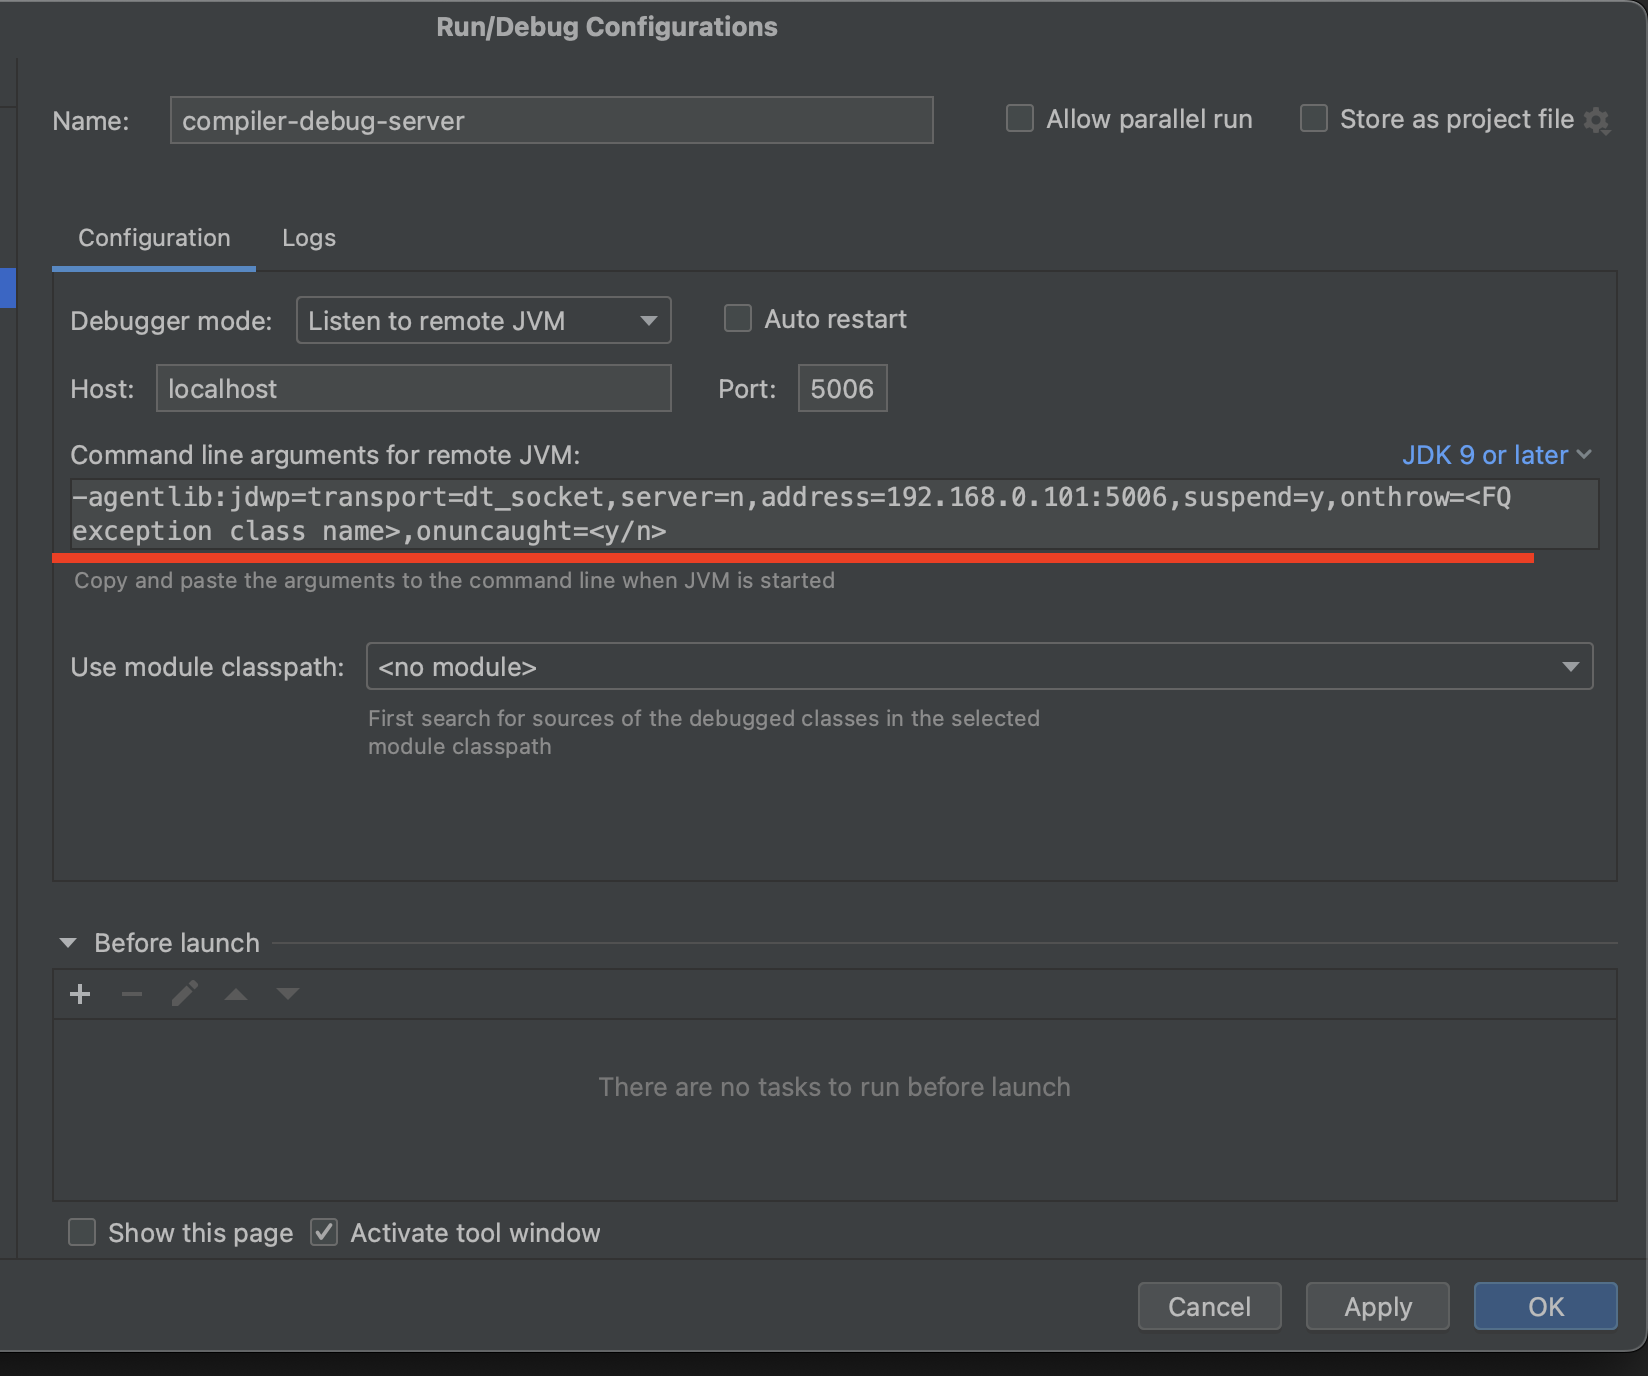 Run/Debug Configurations
Name: compiler-debug-server Allow parallel run Store as project file
Configuration Logs
Debugger mode: Listen to remote JVM Auto restart
Host: localhost Port: 5006
Command line arguments for remote JVM: JDK 9 or later
-agentlib:jdwp=transport=dt_socket,server=n,address=192.168.0.101:5006,suspend=y,onthrow=<FQ
exception class name>,onuncaught=<y/n>
Copy and paste the arguments to the command line when JVM is started
Use module classpath: <no module>
First search for sources of the debugged classes in the selected
module classpath
Before launch
There are no tasks to run before launch
Show this page Activate tool window
Cancel Apply OK